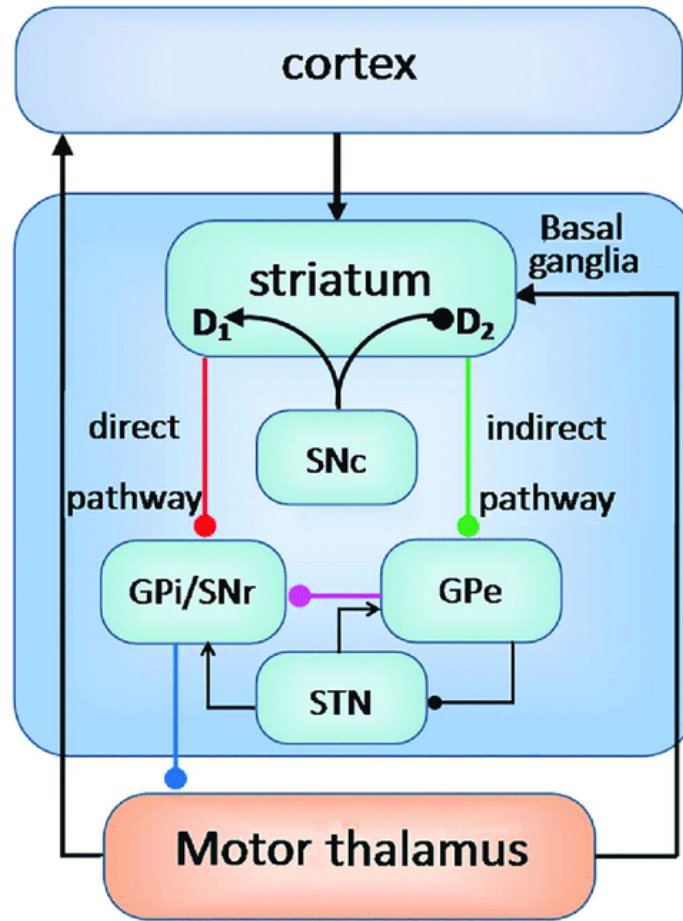 cortex
Basal
ganglia
striatum
D₁
D₂
direct
pathway
SNc
indirect
pathway
GPi/SNr
GPe
STN
Motor thalamus